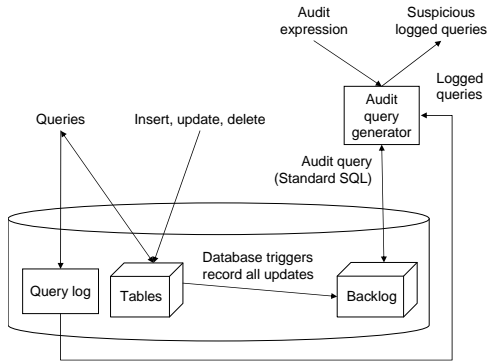 Audit
expression
Suspicious
logged queries
Logged
queries
Audit
query
generator
Queries
Insert, update, delete
Audit query
(Standard SQL)
Database triggers
record all updates
Query log
Tables
Backlog